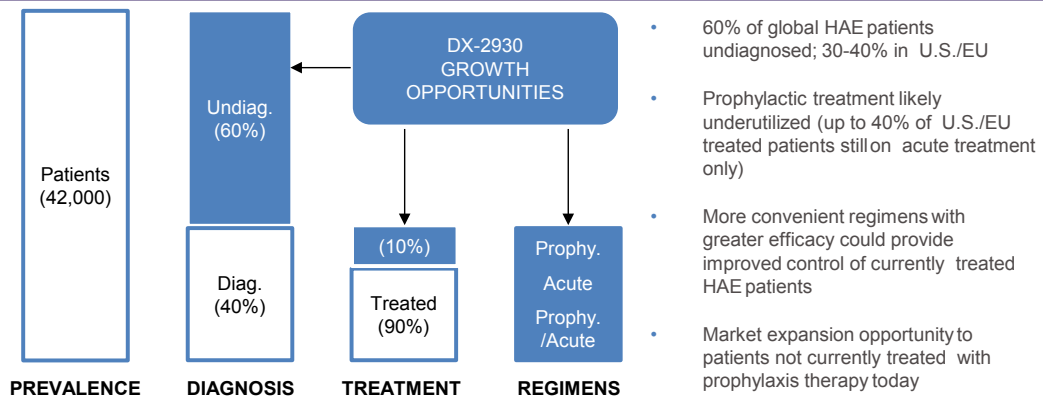 Patients
(42,000)
PREVALENCE
Undiag.
(60%)
Diag.
(40%)
DIAGNOSIS
DX-2930
GROWTH
OPPORTUNITIES
(10%)
Treated
(90%)
TREATMENT
Prophy.
Acute
Prophy.
/Acute
REGIMENS
• 60% of global HAE patients
undiagnosed; 30-40% in U.S./EU
• Prophylactic treatment likely
underutilized (up to 40% of U.S./EU
treated patients still on acute treatment
only)
• More convenient regimens with
greater efficacy could provide
improved control of currently treated
HAE patients
• Market expansion opportunity to
patients not currently treated with
prophylaxis therapy today